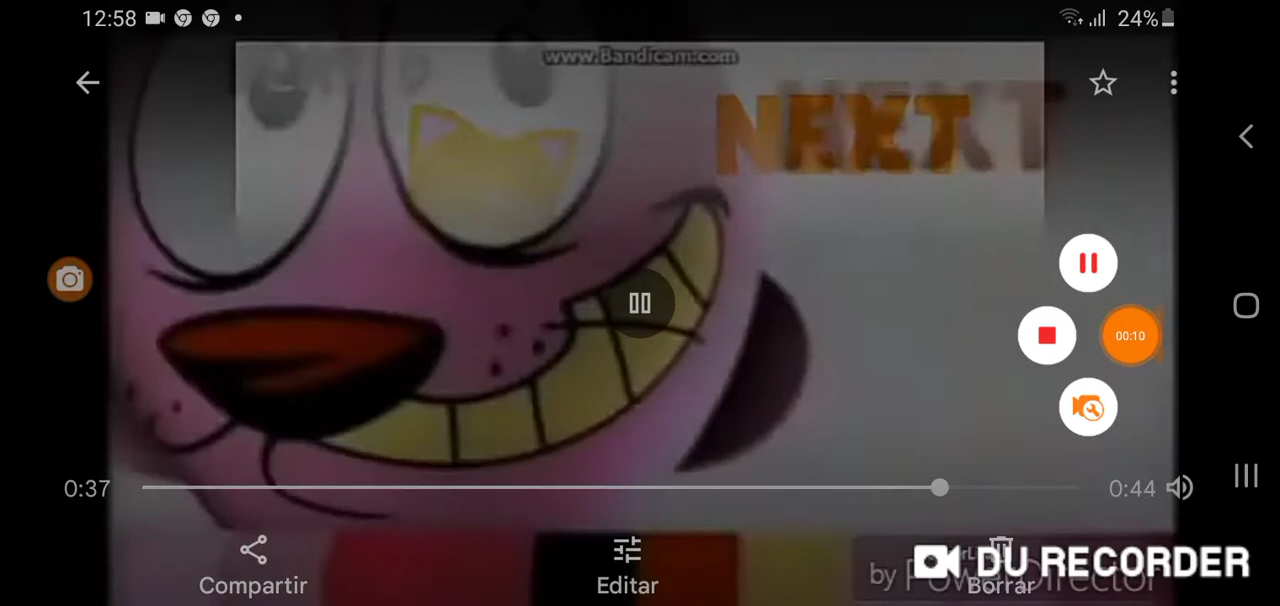 12:58
24%
www.Bandicam.com
NEXT
00:10
0:37
0:44
DU RECORDER
by PowerDirector
Compartir
Editar
Borrar